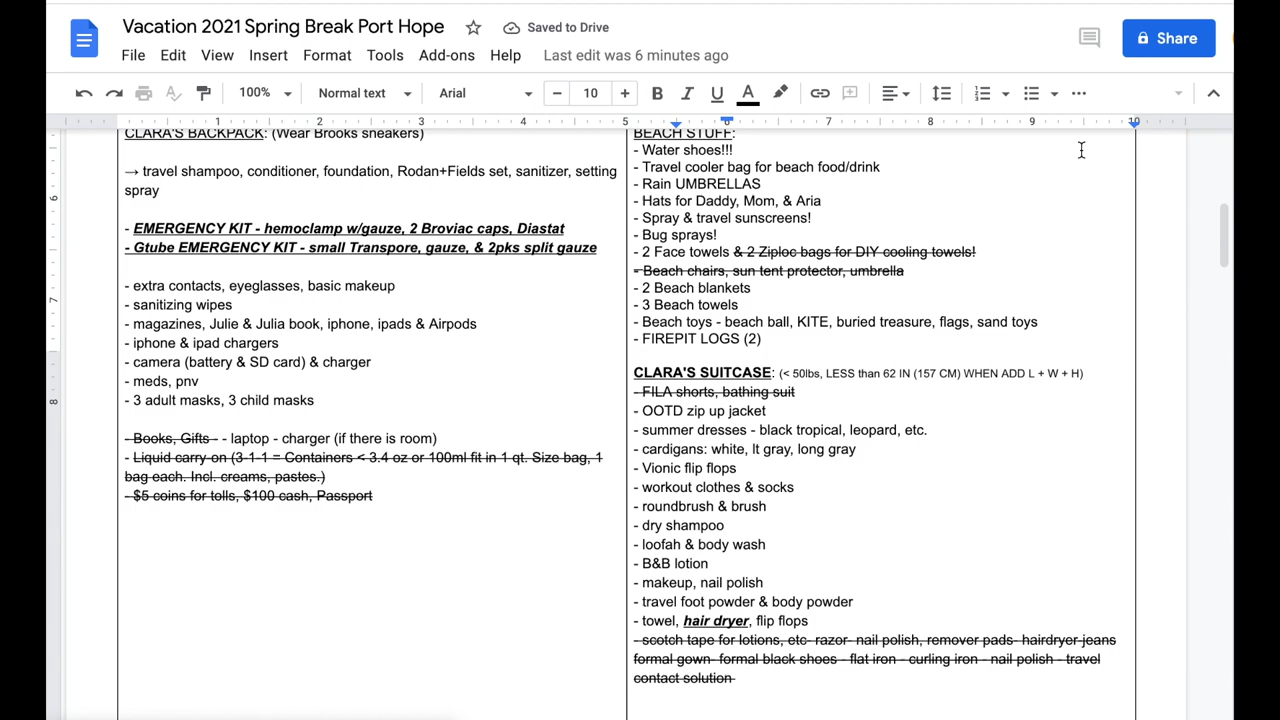 Vacation 2021 Spring Break Port Hope
Saved to Drive
File Edit View Insert Format Tools Add-ons Help Last edit was 6 minutes ago
Share
100% Normal text Arial - 10 + B I U A
1 2 3 4 5 6 7 8 9 10
6
7
8
CLARA'S BACKPACK: (Wear Brooks sneakers)
→ travel shampoo, conditioner, foundation, Rodan+Fields set, sanitizer, setting
spray
- EMERGENCY KIT - hemoclamp w/gauze, 2 Broviac caps, Diastat
- Gtube EMERGENCY KIT - small Transpore, gauze, & 2pks split gauze
- extra contacts, eyeglasses, basic makeup
- sanitizing wipes
- magazines, Julie & Julia book, iphone, ipads & Airpods
- iphone & ipad chargers
- camera (battery & SD card) & charger
- meds, pnv
- 3 adult masks, 3 child masks
- Books, Gifts - - laptop - charger (if there is room)
- Liquid carry-on (3-1-1 = Containers < 3.4 oz or 100ml fit in 1 qt. Size bag, 1
bag each. Incl. creams, pastes.)
- $5 coins for tolls, $100 cash, Passport
BEACH STUFF:
- Water shoes!!!
- Travel cooler bag for beach food/drink
- Rain UMBRELLAS
- Hats for Daddy, Mom, & Aria
- Spray & travel sunscreens!
- Bug sprays!
- 2 Face towels & 2 Ziploc bags for DIY cooling towels!
- Beach chairs, sun tent protector, umbrella
- 2 Beach blankets
- 3 Beach towels
- Beach toys - beach ball, KITE, buried treasure, flags, sand toys
- FIREPIT LOGS (2)
CLARA'S SUITCASE: (< 50lbs, LESS than 62 IN (157 CM) WHEN ADD L + W + H)
- FILA shorts, bathing suit
- OOTD zip up jacket
- summer dresses - black tropical, leopard, etc.
- cardigans: white, lt gray, long gray
- Vionic flip flops
- workout clothes & socks
- roundbrush & brush
- dry shampoo
- loofah & body wash
- B&B lotion
- makeup, nail polish
- travel foot powder & body powder
- towel, hair dryer, flip flops
- scotch tape for lotions, etc- razor- nail polish, remover pads- hairdryer jeans
formal gown- formal black shoes - flat iron - curling iron - nail polish - travel
contact solution